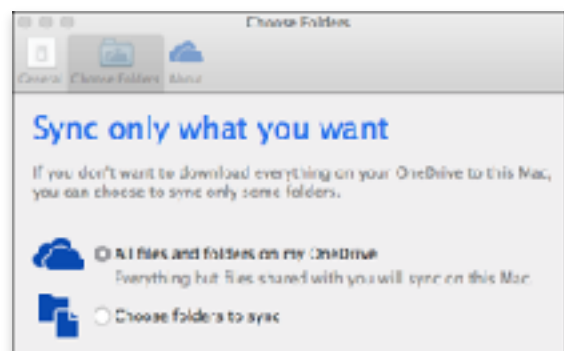 Choose Folders
General Choose Folders About
Sync only what you want
If you don't want to download everything on your OneDrive to this Mac,
you can choose to sync only some folders.
All files and folders on my OneDrive
Everything but files shared with you will sync on this Mac
Choose folders to sync